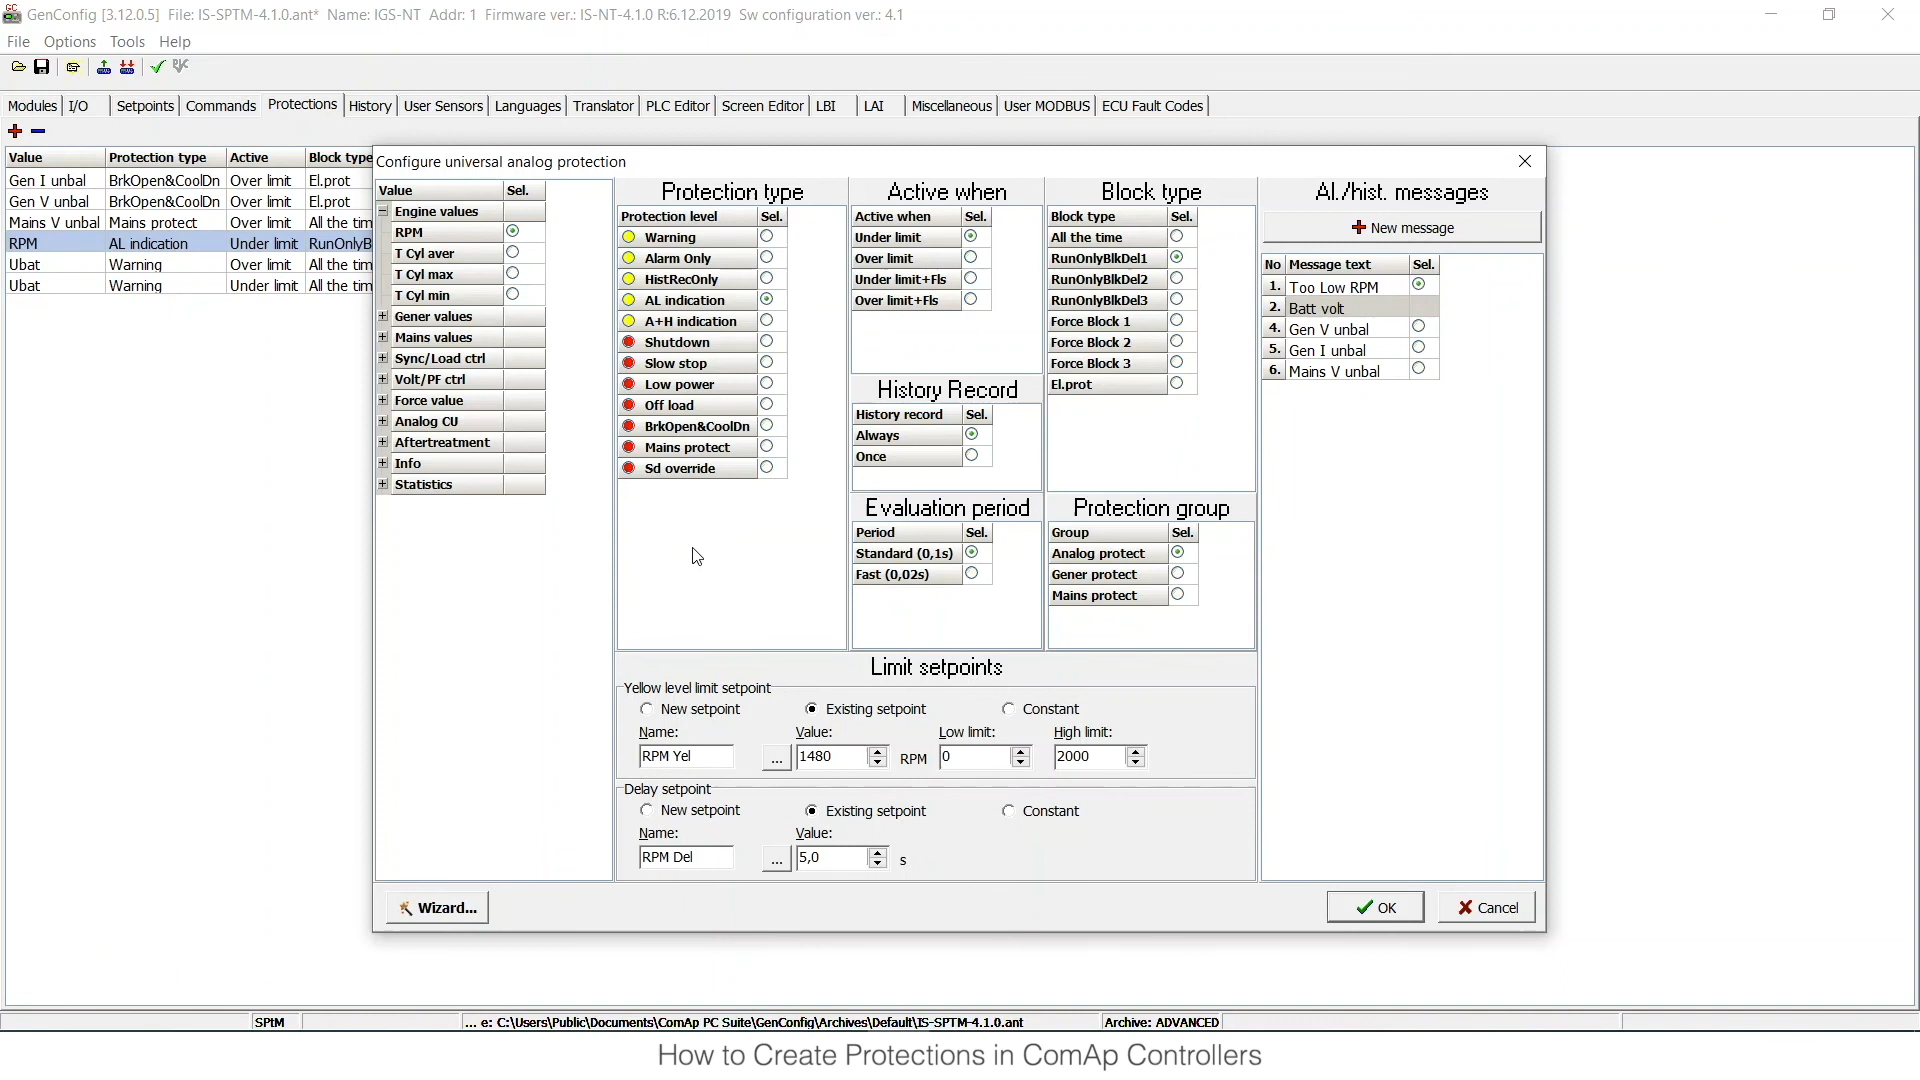 GenConfig [3.12.0.5] File: IS-SPTM-4.1.0.ant* Name: IGS-NT Addr: 1 Firmware ver.: IS-NT-4.1.0 R:6.12.2019 Sw configuration ver.: 4.1
File Options Tools Help
Modules I/O Setpoints Commands Protections History User Sensors Languages Translator PLC Editor Screen Editor LBI LAI Miscellaneous User MODBUS ECU Fault Codes
Value Protection type Active Block type
Gen I unbal BrkOpen&CoolDn Over limit El.prot
Gen V unbal BrkOpen&CoolDn Over limit El.prot
Mains V unbal Mains protect Over limit All the tim
RPM AL indication Under limit RunOnlyB
Ubat Warning Over limit All the tim
Ubat Warning Under limit All the tim
Configure universal analog protection
Value Sel.
Engine values
RPM
T Cyl aver
T Cyl max
T Cyl min
Gener values
Mains values
Sync/Load ctrl
Volt/PF ctrl
Force value
Analog CU
Aftertreatment
Info
Statistics
Protection type
Protection level Sel.
Warning
Alarm Only
HistRecOnly
AL indication
A+H indication
Shutdown
Slow stop
Low power
Off load
BrkOpen&CoolDn
Mains protect
Sd override
Active when
Active when Sel.
Under limit
Over limit
Under limit+Fls
Over limit+Fls
History Record
History record Sel.
Always
Once
Evaluation period
Period Sel.
Standard (0,1s)
Fast (0,02s)
Block type
Block type Sel.
All the time
RunOnlyBlkDel1
RunOnlyBlkDel2
RunOnlyBlkDel3
Force Block 1
Force Block 2
Force Block 3
El.prot
Protection group
Group Sel.
Analog protect
Gener protect
Mains protect
Al./hist. messages
New message
No Message text Sel.
1. Too Low RPM
2. Batt volt
4. Gen V unbal
5. Gen I unbal
6. Mains V unbal
Limit setpoints
Yellow level limit setpoint
New setpoint Existing setpoint Constant
Name: Value: Low limit: High limit:
RPM Yel ... 1480 RPM 0 2000
Delay setpoint
New setpoint Existing setpoint Constant
Name: Value:
RPM Del ... 5,0 s
Wizard... OK Cancel
SPtM ... e: C:\Users\Public\Documents\ComAp PC Suite\GenConfig\Archives\Default\IS-SPTM-4.1.0.ant Archive: ADVANCED
How to Create Protections in ComAp Controllers